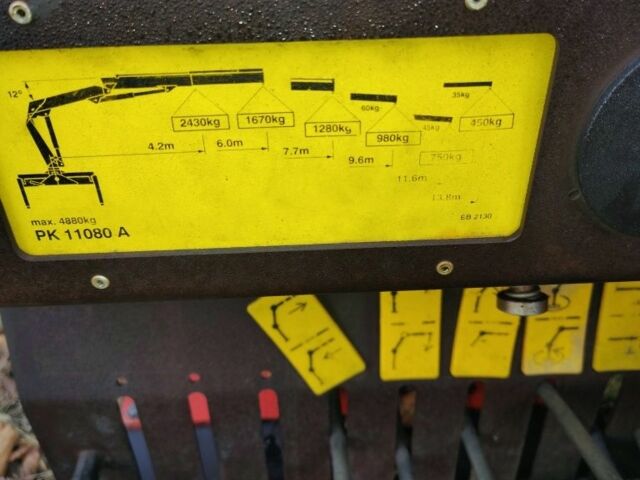 12°
35kg
60kg
45kg
2430kg
1670kg
1280kg
980kg
450kg
750kg
4.2m
6.0m
7.7m
9.6m
11.6m
13.8m
max. 4880kg
PK 11080 A
EB 2130